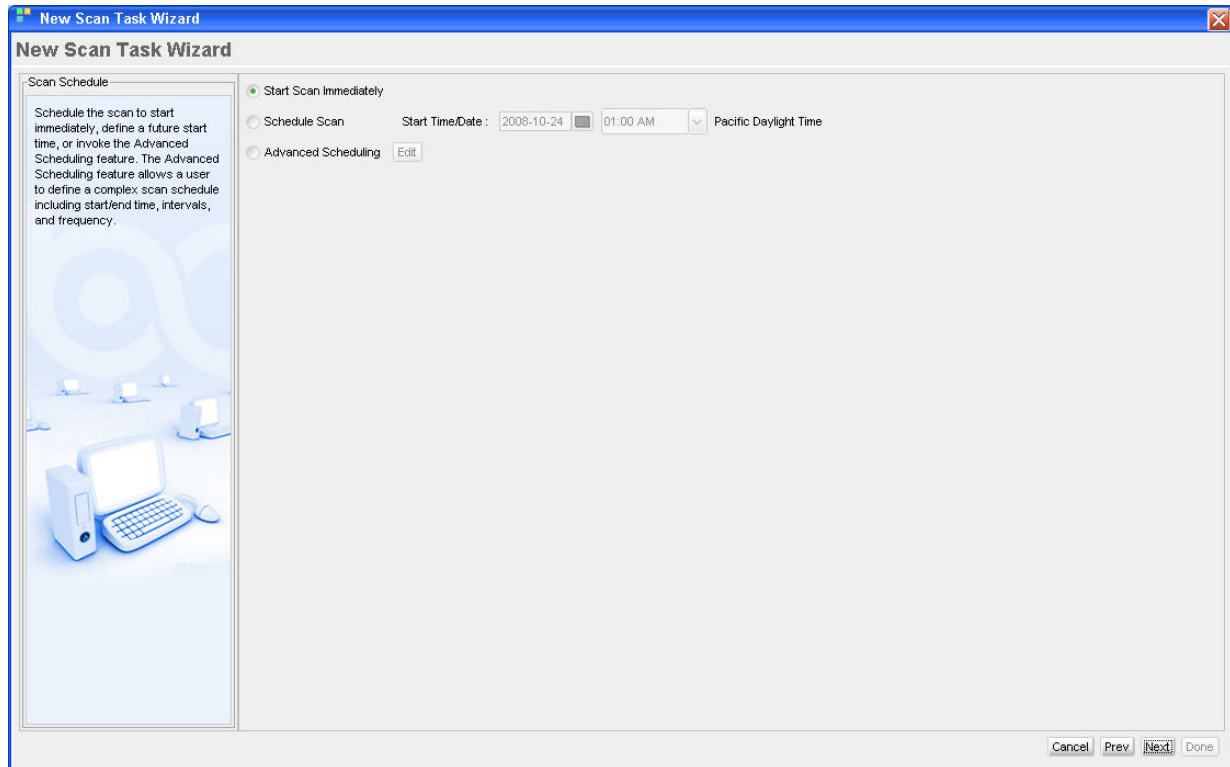 New Scan Task Wizard
New Scan Task Wizard
Scan Schedule
Schedule the scan to start
immediately, define a future start
time, or invoke the Advanced
Scheduling feature. The Advanced
Scheduling feature allows a user
to define a complex scan schedule
including start/end time, intervals,
and frequency.
Start Scan Immediately
Schedule Scan Start Time/Date : 2008-10-24 01:00 AM Pacific Daylight Time
Advanced Scheduling Edit
Cancel Prev Next Done